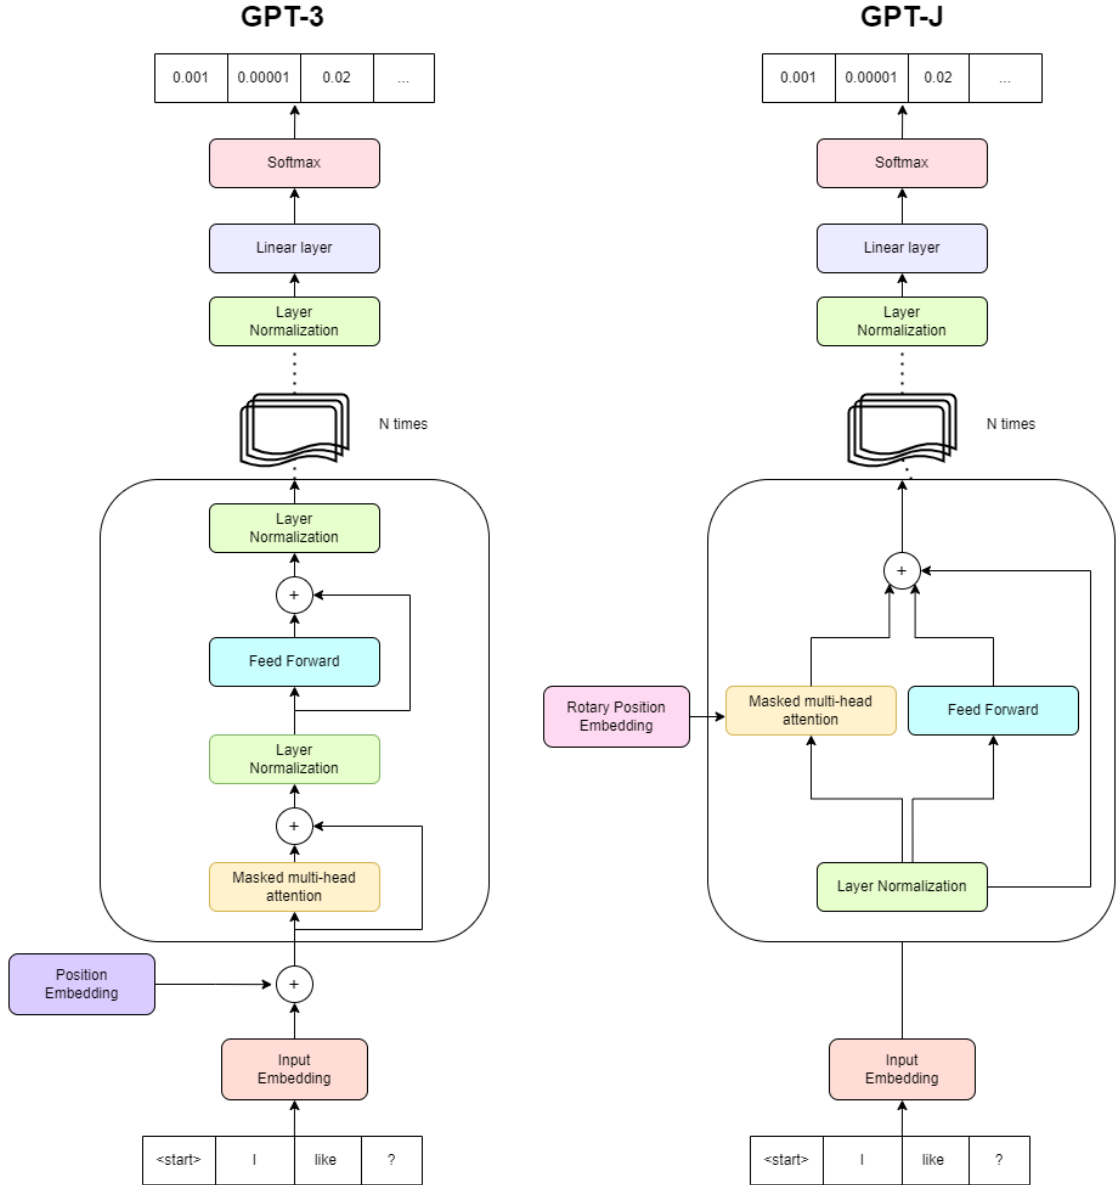 GPT-3
0.001 0.00001 0.02 ...
Softmax
Linear layer
Layer
Normalization
N times
Layer
Normalization
+
Feed Forward
Layer
Normalization
+
Masked multi-head
attention
Position
Embedding
+
Input
Embedding
<start> I like ?
GPT-J
0.001 0.00001 0.02 ...
Softmax
Linear layer
Layer
Normalization
N times
+
Rotary Position
Embedding
Masked multi-head
attention
Feed Forward
Layer Normalization
Input
Embedding
<start> I like ?